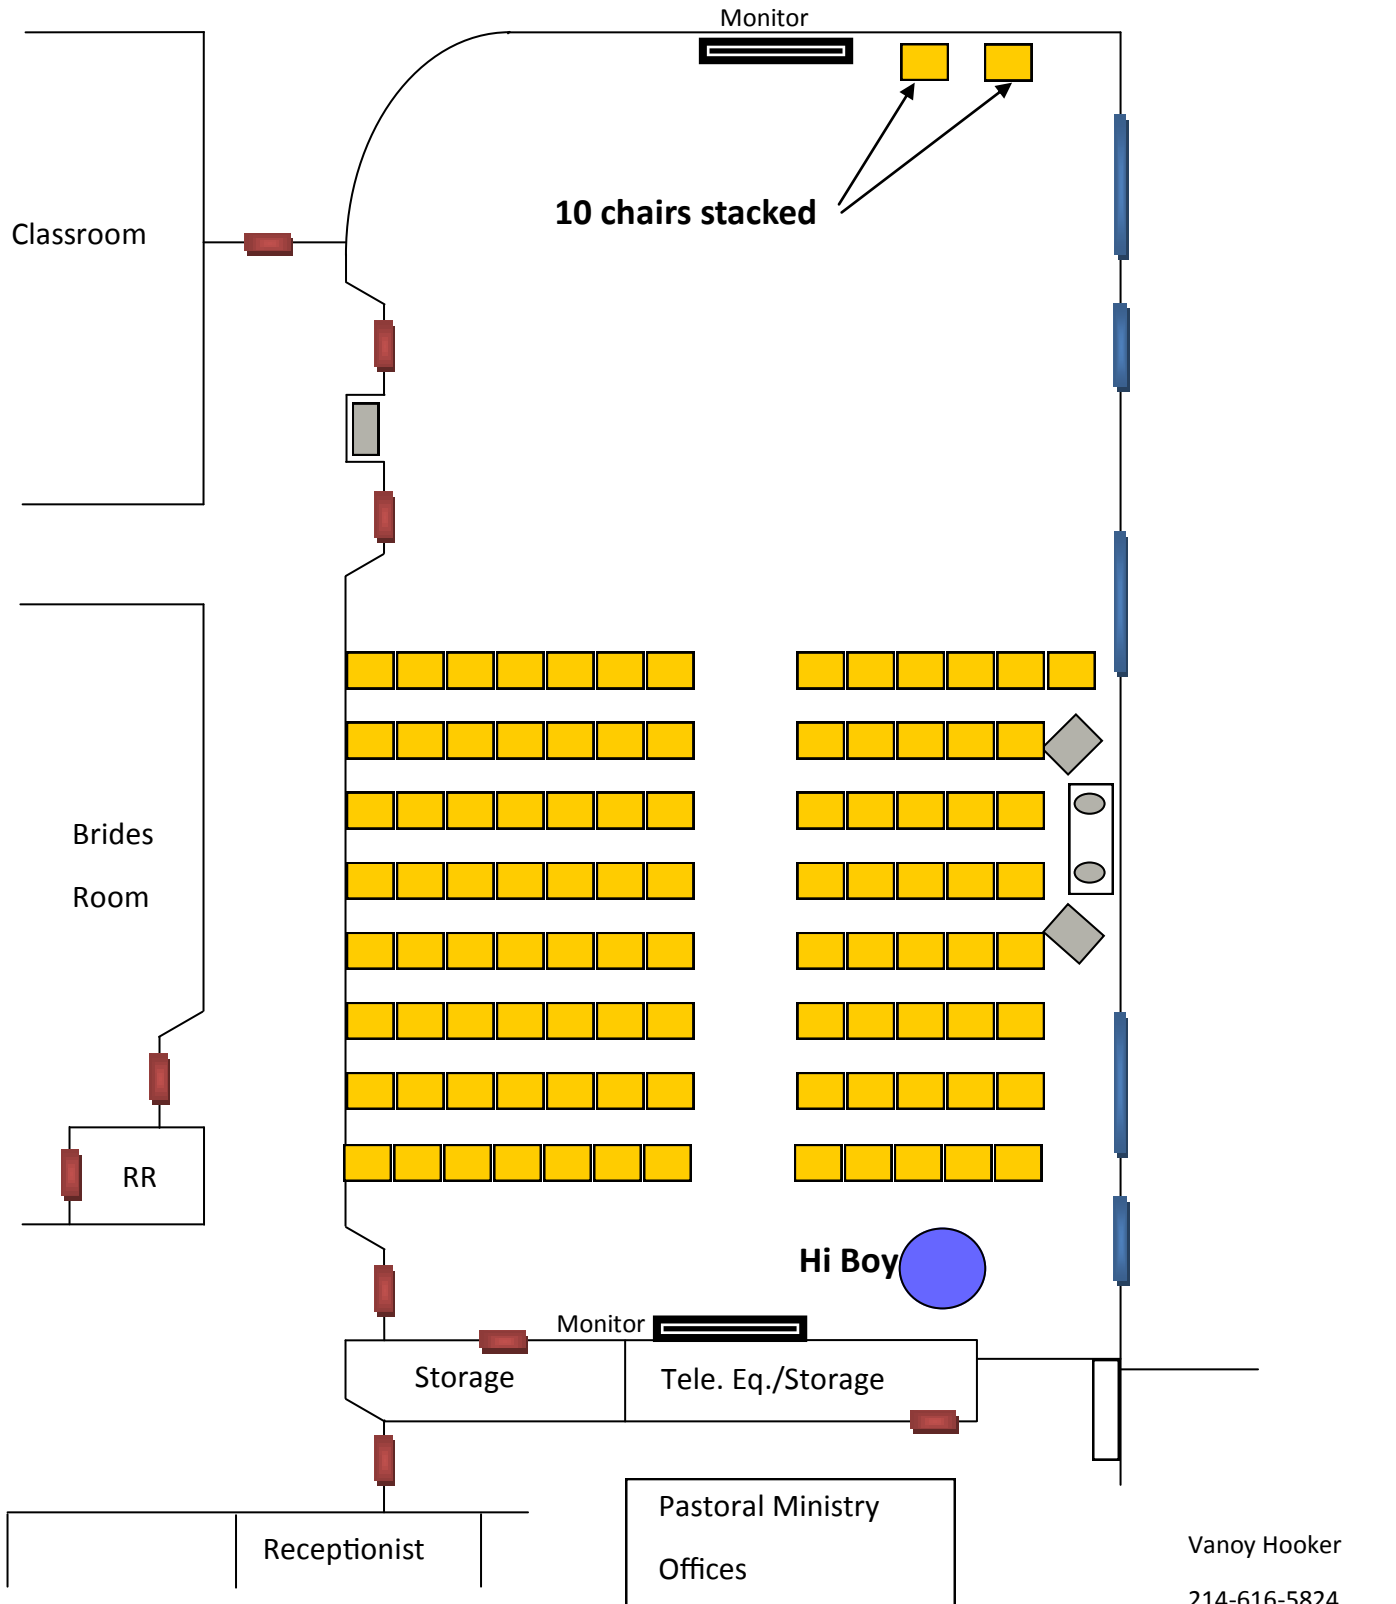 Monitor
10 chairs stacked
Classroom
Brides
Room
RR
Hi Boy
Monitor
Storage
Tele. Eq./Storage
Pastoral Ministry
Offices
Receptionist
Vanoy Hooker
214-616-5824